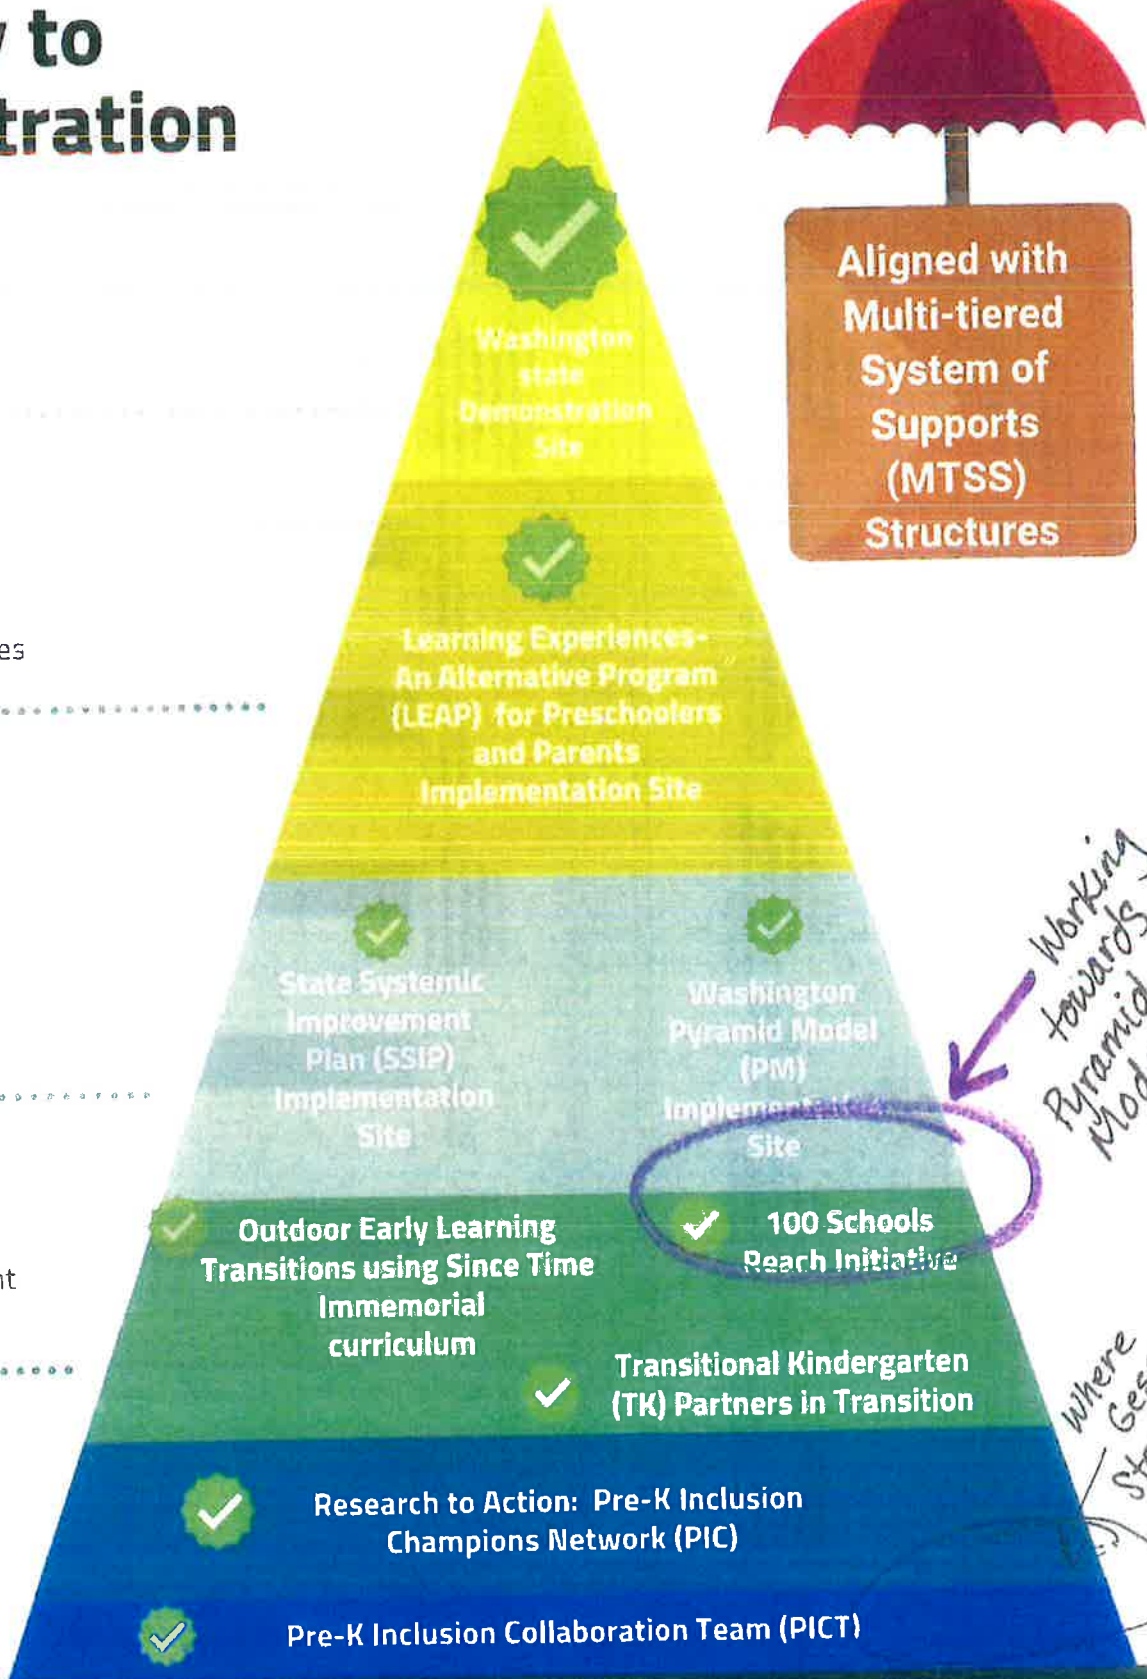 to
tration
Aligned with
Multi-tiered
System of
Supports
(MTSS)
Structures
Washington
state
Demonstration
Site
es
Learning Experiences-
An Alternative Program
(LEAP) for Preschoolers
and Parents
Implementation Site
Working
towards
Pyramid
State Systemic
Improvement
Plan (SSIP)
Implementation
Site
Washington
Pyramid Model
(PM)
Implementation
Site
Outdoor Early Learning
Transitions using Since Time
Immemorial
curriculum
100 Schools
Reach Initiative
nt
Transitional Kindergarten
(TK) Partners in Transition
Where
Research to Action: Pre-K Inclusion
Champions Network (PIC)
Pre-K Inclusion Collaboration Team (PICT)